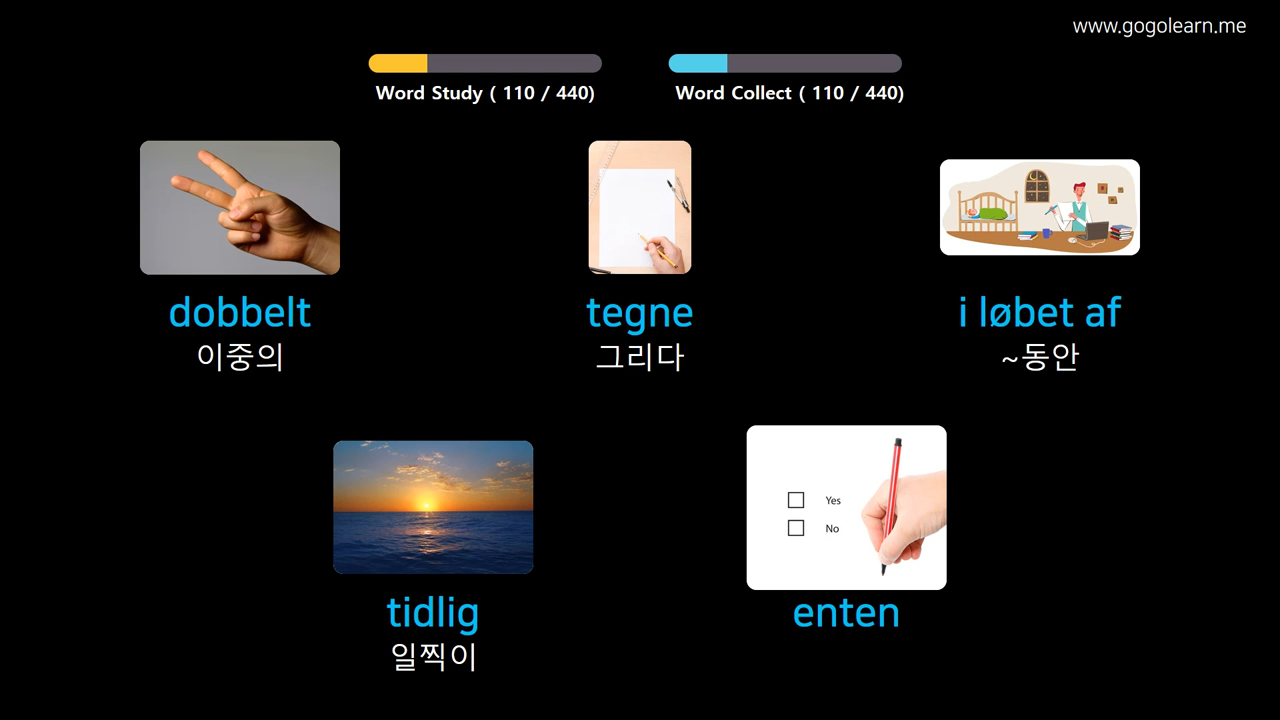 www.gogolearn.me
Word Study ( 110 / 440)
Word Collect ( 110 / 440)
dobbelt
이중의
tegne
그리다
i løbet af
~동안
Yes
No
tidlig
일찍이
enten